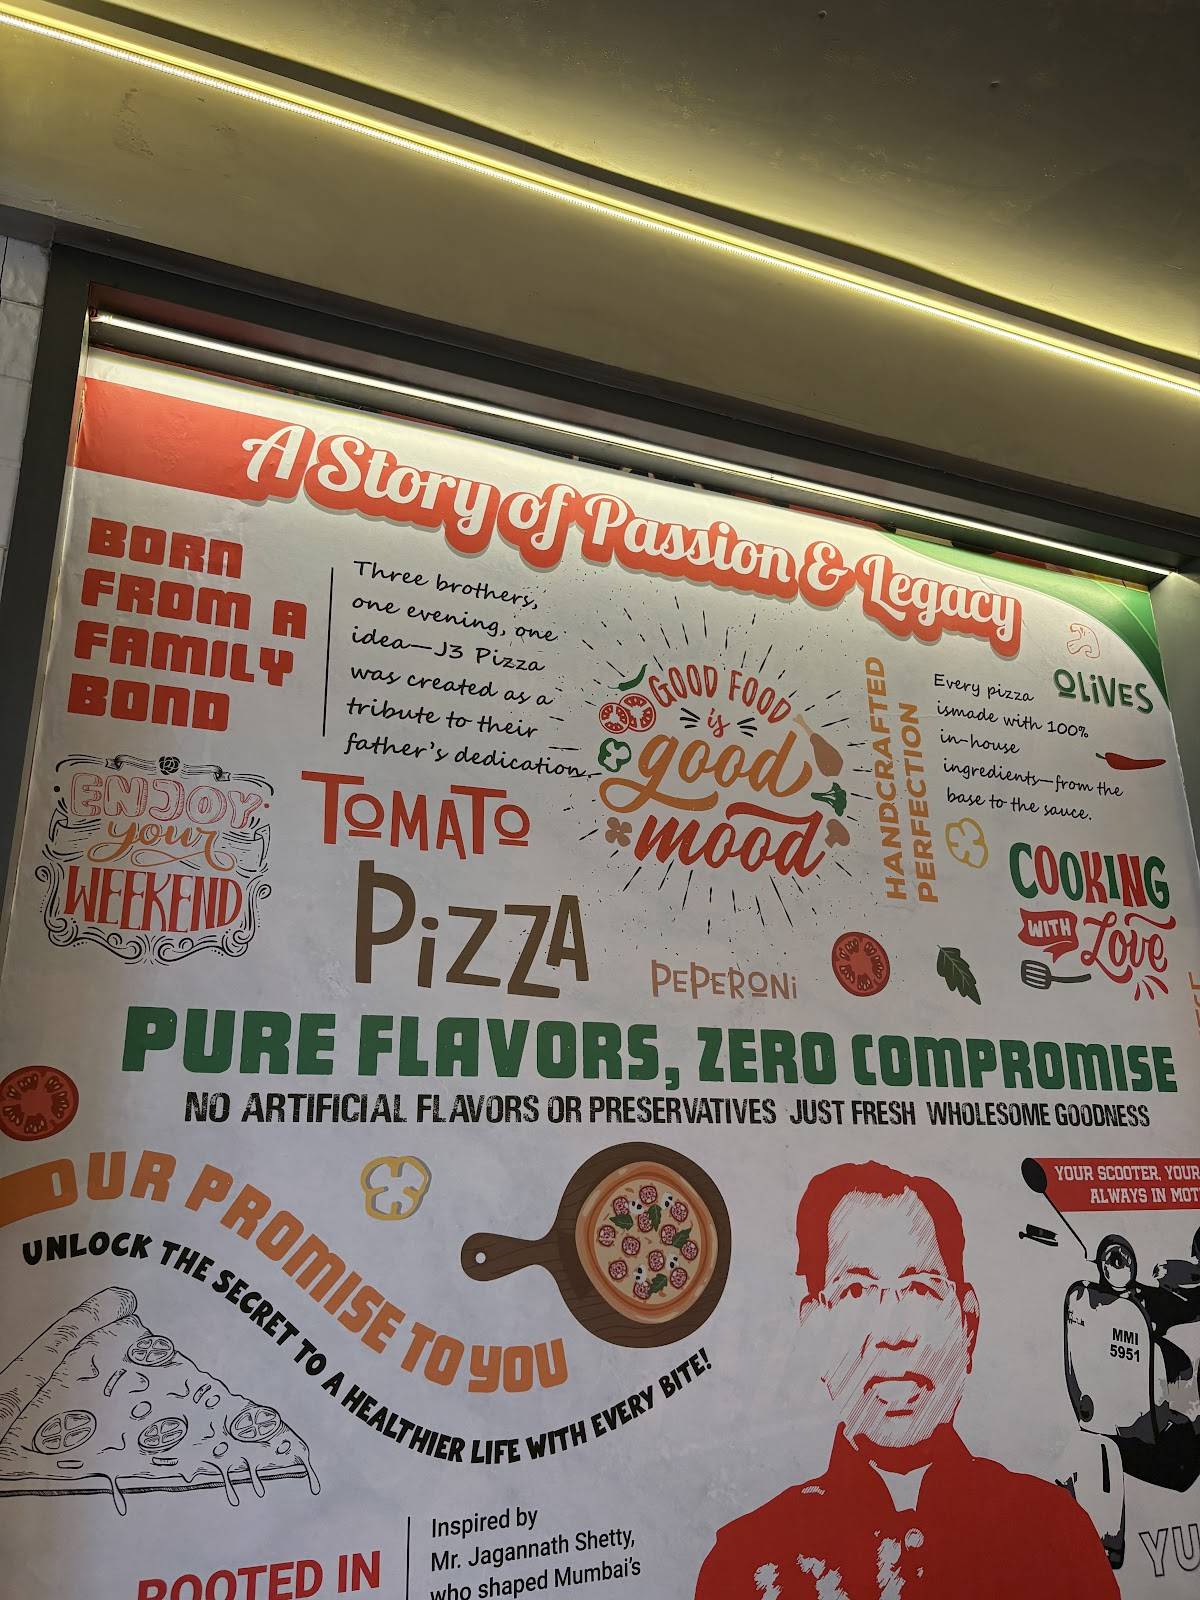 A Story of Passion & Legacy
BORN
FROM A
FAMILY
BOND
Three brothers,
one evening, one
idea—J3 Pizza
was created as a
tribute to their
father's dedication.
GOOD FOOD
is
good
mood
HANDCRAFTED
PERFECTION
Every pizza
ismade with 100%
in-house
ingredients—from the
base to the sauce.
OLIVES
ENJOY
your
WEEKEND
TOMATO
PIZZA
PEPERONI
COOKING
WITH
Love
PURE FLAVORS, ZERO COMPROMISE
NO ARTIFICIAL FLAVORS OR PRESERVATIVES JUST FRESH WHOLESOME GOODNESS
OUR PROMISE TO YOU
UNLOCK THE SECRET TO A HEALTHIER LIFE WITH EVERY BITE!
YOUR SCOOTER, YOUR
ALWAYS IN MOT
MMI
5951
YU
ROOTED IN
Inspired by
Mr. Jagannath Shetty,
who shaped Mumbai's